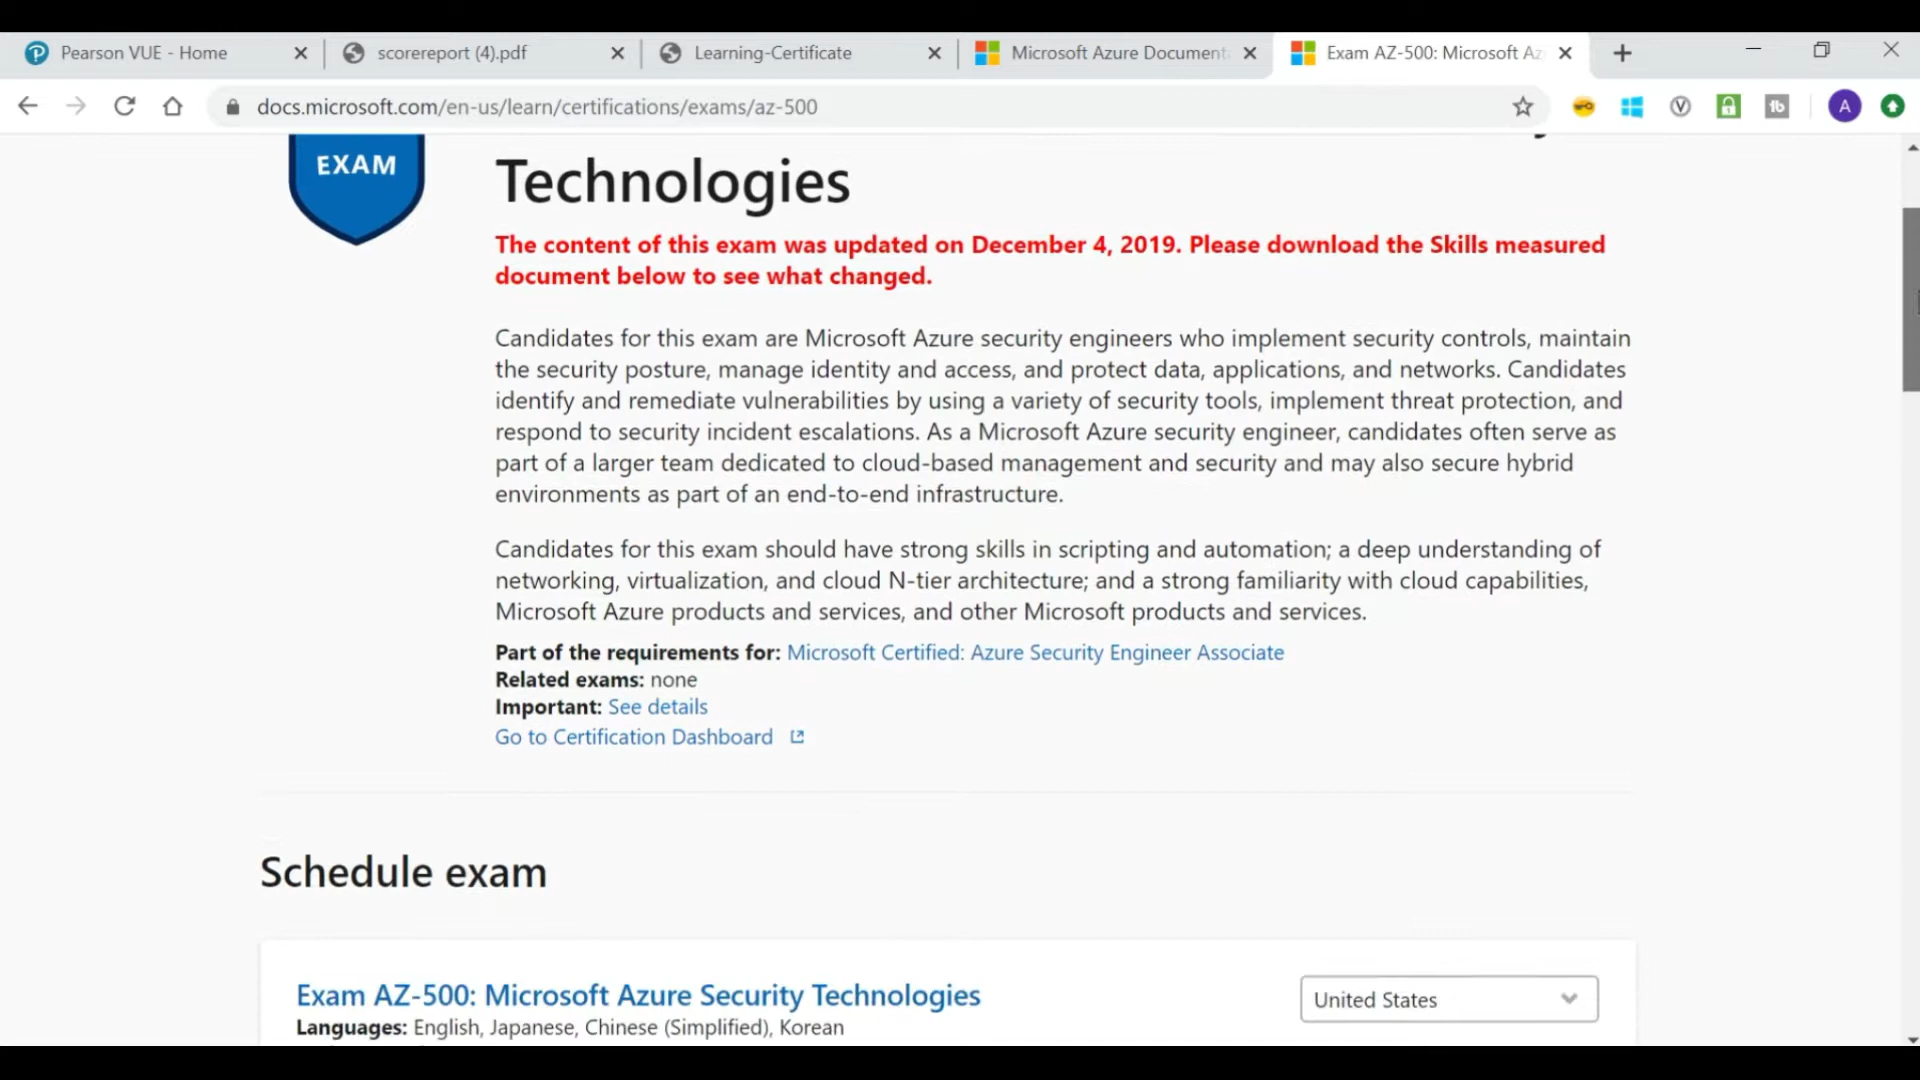 Pearson VUE - Home
scorereport (4).pdf
Learning-Certificate
Microsoft Azure Document
Exam AZ-500: Microsoft Az
docs.microsoft.com/en-us/learn/certifications/exams/az-500
A
EXAM
Technologies
The content of this exam was updated on December 4, 2019. Please download the Skills measured
document below to see what changed.
Candidates for this exam are Microsoft Azure security engineers who implement security controls, maintain
the security posture, manage identity and access, and protect data, applications, and networks. Candidates
identify and remediate vulnerabilities by using a variety of security tools, implement threat protection, and
respond to security incident escalations. As a Microsoft Azure security engineer, candidates often serve as
part of a larger team dedicated to cloud-based management and security and may also secure hybrid
environments as part of an end-to-end infrastructure.
Candidates for this exam should have strong skills in scripting and automation; a deep understanding of
networking, virtualization, and cloud N-tier architecture; and a strong familiarity with cloud capabilities,
Microsoft Azure products and services, and other Microsoft products and services.
Part of the requirements for: Microsoft Certified: Azure Security Engineer Associate
Related exams: none
Important: See details
Go to Certification Dashboard
Schedule exam
Exam AZ-500: Microsoft Azure Security Technologies
United States
Languages: English, Japanese, Chinese (Simplified), Korean